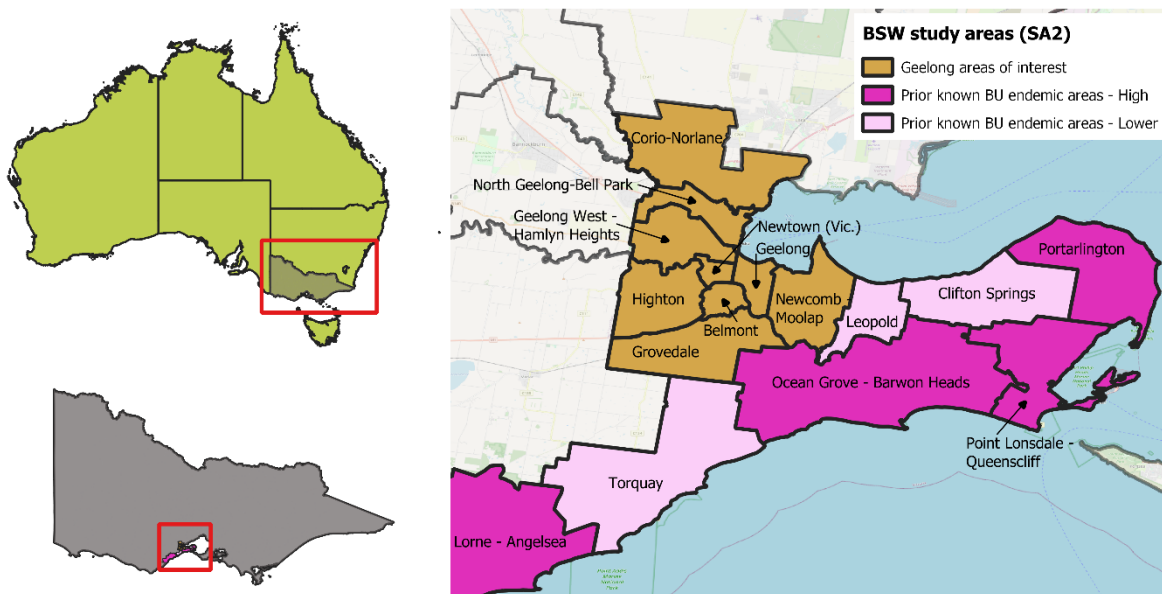 BSW study areas (SA2)
Geelong areas of interest
Prior known BU endemic areas - High
Prior known BU endemic areas - Lower
Corio-Norlane
North Geelong-Bell Park
Geelong West -
Hamlyn Heights
Newtown (Vic.)
Geelong
Portarlington
Highton
Newcomb -
Moolap
Clifton Springs
Leopold
Belmont
Grovedale
Ocean Grove - Barwon Heads
Point Lonsdale -
Queenscliff
Torquay
Lorne - Angelsea